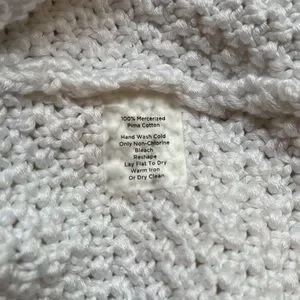 100% Mercerized
Pima Cotton
Hand Wash Cold
Only Non-Chlorine
Bleach
Reshape
Lay Flat To Dry
Warm Iron
Or Dry Clean